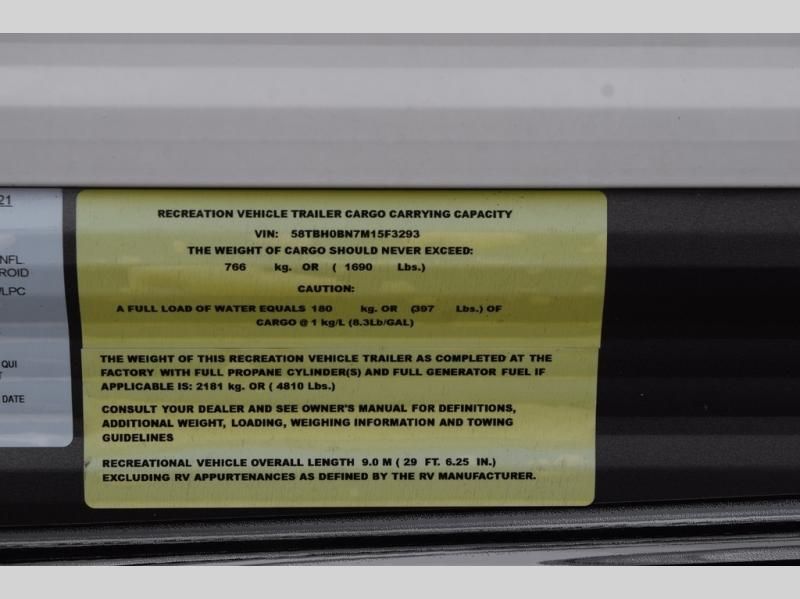 21
NFL
ROID
/LPC
QUI
T
DATE
RECREATION VEHICLE TRAILER CARGO CARRYING CAPACITY
VIN: 58TBH0BN7M15F3293
THE WEIGHT OF CARGO SHOULD NEVER EXCEED:
766 kg. OR ( 1690 Lbs.)
CAUTION:
A FULL LOAD OF WATER EQUALS 180 kg. OR (397 Lbs.) OF
CARGO @ 1 kg/L (8.3Lb/GAL)
THE WEIGHT OF THIS RECREATION VEHICLE TRAILER AS COMPLETED AT THE
FACTORY WITH FULL PROPANE CYLINDER(S) AND FULL GENERATOR FUEL IF
APPLICABLE IS: 2181 kg. OR ( 4810 Lbs.)
CONSULT YOUR DEALER AND SEE OWNER'S MANUAL FOR DEFINITIONS,
ADDITIONAL WEIGHT, LOADING, WEIGHING INFORMATION AND TOWING
GUIDELINES
RECREATIONAL VEHICLE OVERALL LENGTH 9.0 M ( 29 FT. 6.25 IN.)
EXCLUDING RV APPURTENANCES AS DEFINED BY THE RV MANUFACTURER.